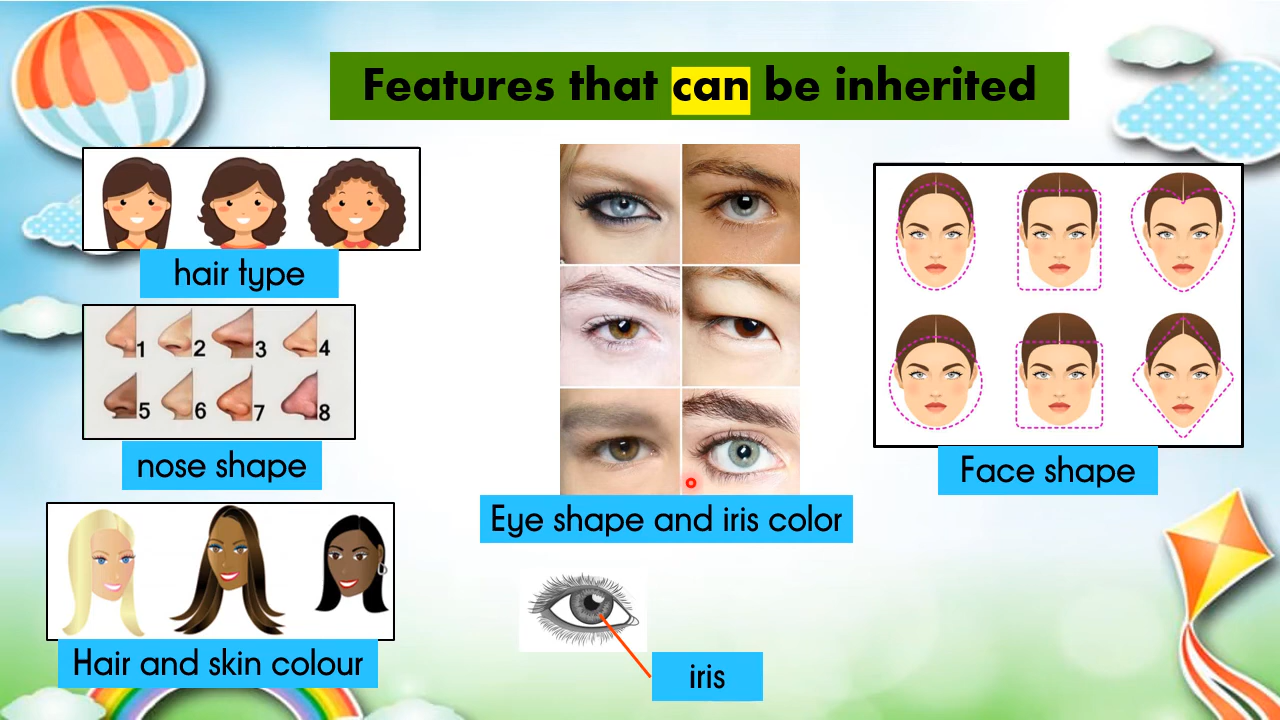 Features that can be inherited
hair type
1 2 3 4
5 6 7 8
nose shape
Hair and skin colour
Eye shape and iris color
iris
Face shape